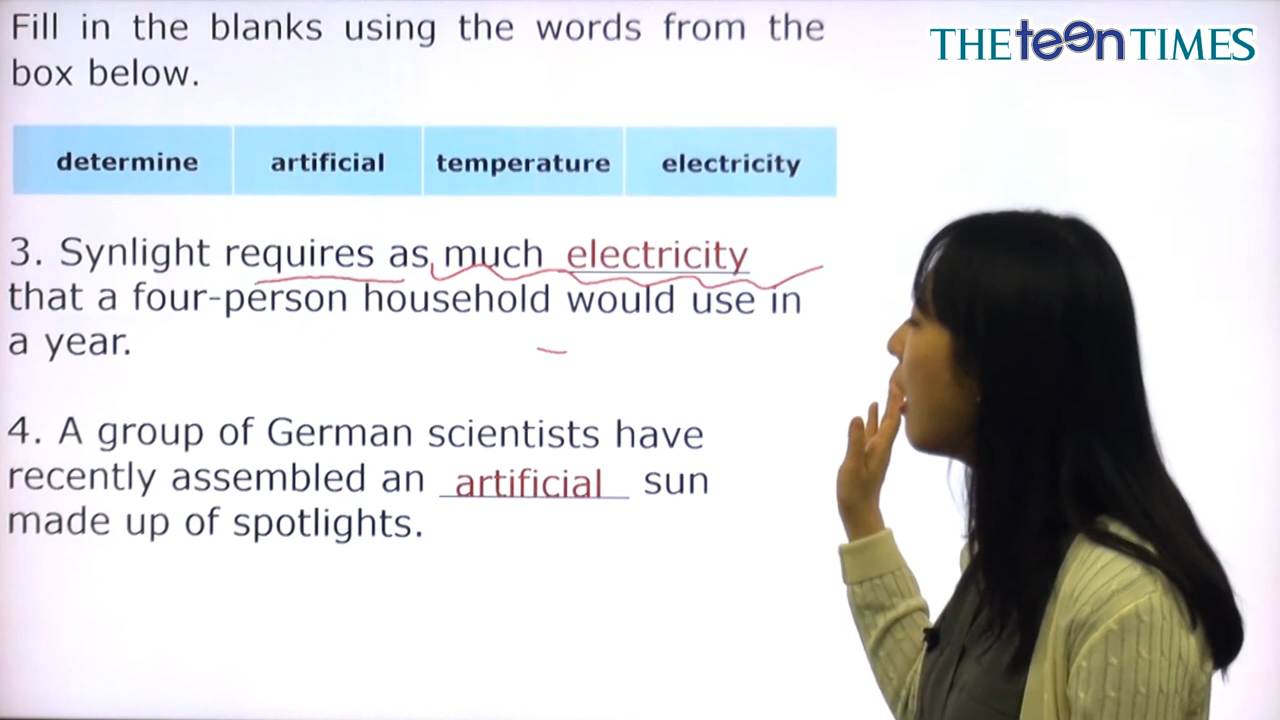 Fill in the blanks using the words from the
box below.
THE teen TIMES
determine artificial temperature electricity
3. Synlight requires as much electricity
that a four-person household would use in
a year.
4. A group of German scientists have
recently assembled an artificial sun
made up of spotlights.